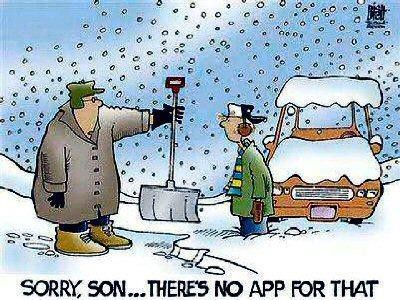 SORRY, SON...THERE'S NO APP FOR THAT